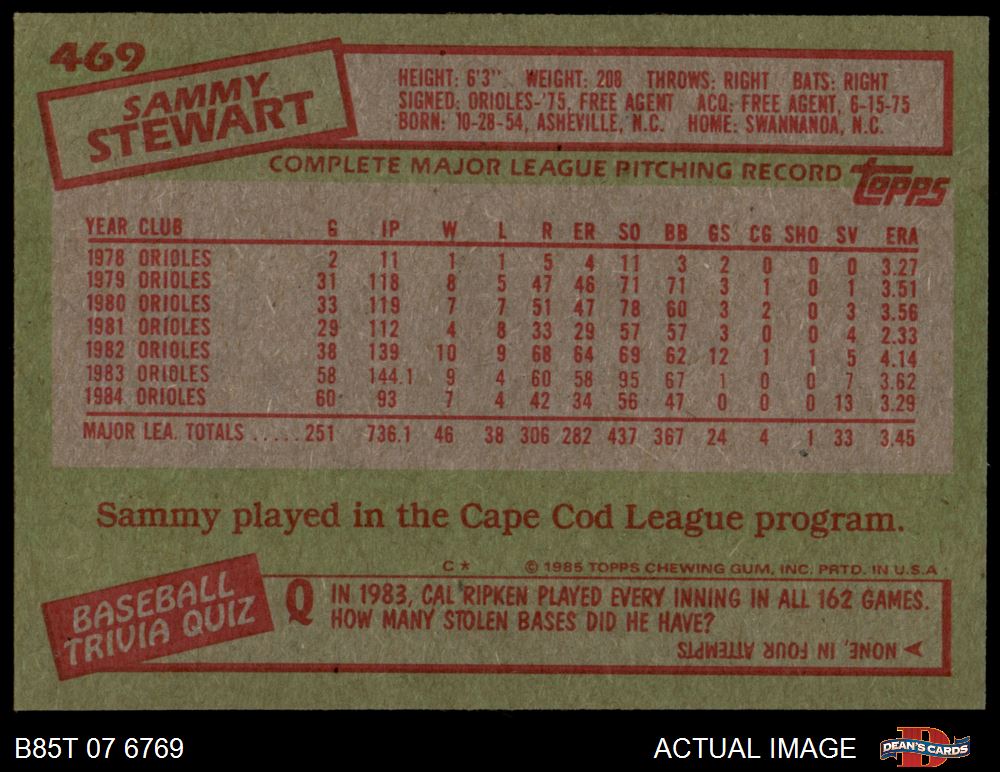 469
SAMMY
STEWART
HEIGHT: 6'3" WEIGHT: 208 THROWS: RIGHT BATS: RIGHT
SIGNED: ORIOLES-'75, FREE AGENT ACQ: FREE AGENT, 6-15-75
BORN: 10-28-54, ASHEVILLE, N.C. HOME: SWANNANOA, N.C.
COMPLETE MAJOR LEAGUE PITCHING RECORD topps
YEAR CLUB G IP W L R ER SO BB GS CG SHO SV ERA
1978 ORIOLES 2 11 1 1 5 4 11 3 2 0 0 0 3.27
1979 ORIOLES 31 118 8 5 47 46 71 71 3 1 0 1 3.51
1980 ORIOLES 33 119 7 7 51 47 78 60 3 2 0 3 3.56
1981 ORIOLES 29 112 4 8 33 29 57 57 3 0 0 4 2.33
1982 ORIOLES 38 139 10 9 68 64 69 62 12 1 1 5 4.14
1983 ORIOLES 58 144.1 9 4 60 58 95 67 1 0 0 7 3.62
1984 ORIOLES 60 93 7 4 42 34 56 47 0 0 0 13 3.29
MAJOR LEA. TOTALS ..... 251 736.1 46 38 306 282 437 367 24 4 1 33 3.45
Sammy played in the Cape Cod League program.
C * © 1985 TOPPS CHEWING GUM, INC. PRTD. IN U.S.A
BASEBALL
TRIVIA QUIZ
Q IN 1983, CAL RIPKEN PLAYED EVERY INNING IN ALL 162 GAMES.
HOW MANY STOLEN BASES DID HE HAVE?
NONE, IN FOUR ATTEMPTS
B85T 07 6769
ACTUAL IMAGE
D
DEAN'S CARDS